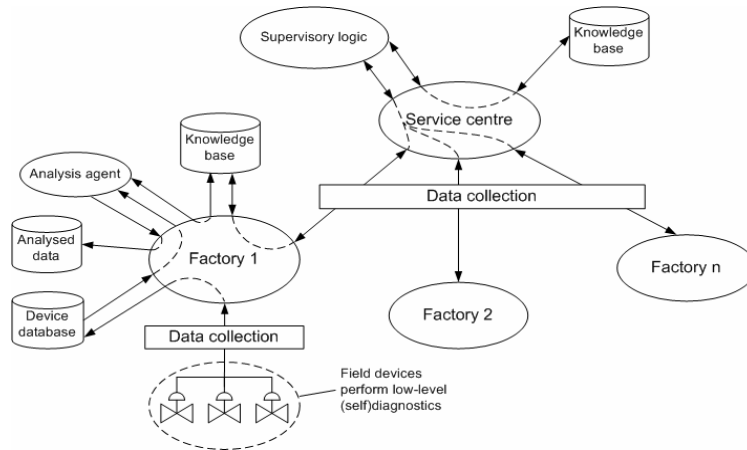 Supervisory logic
Knowledge
base
Service centre
Knowledge
base
Analysis agent
Data collection
Analysed
data
Factory 1
Factory n
Device
database
Factory 2
Data collection
Field devices
perform low-level
(self)diagnostics